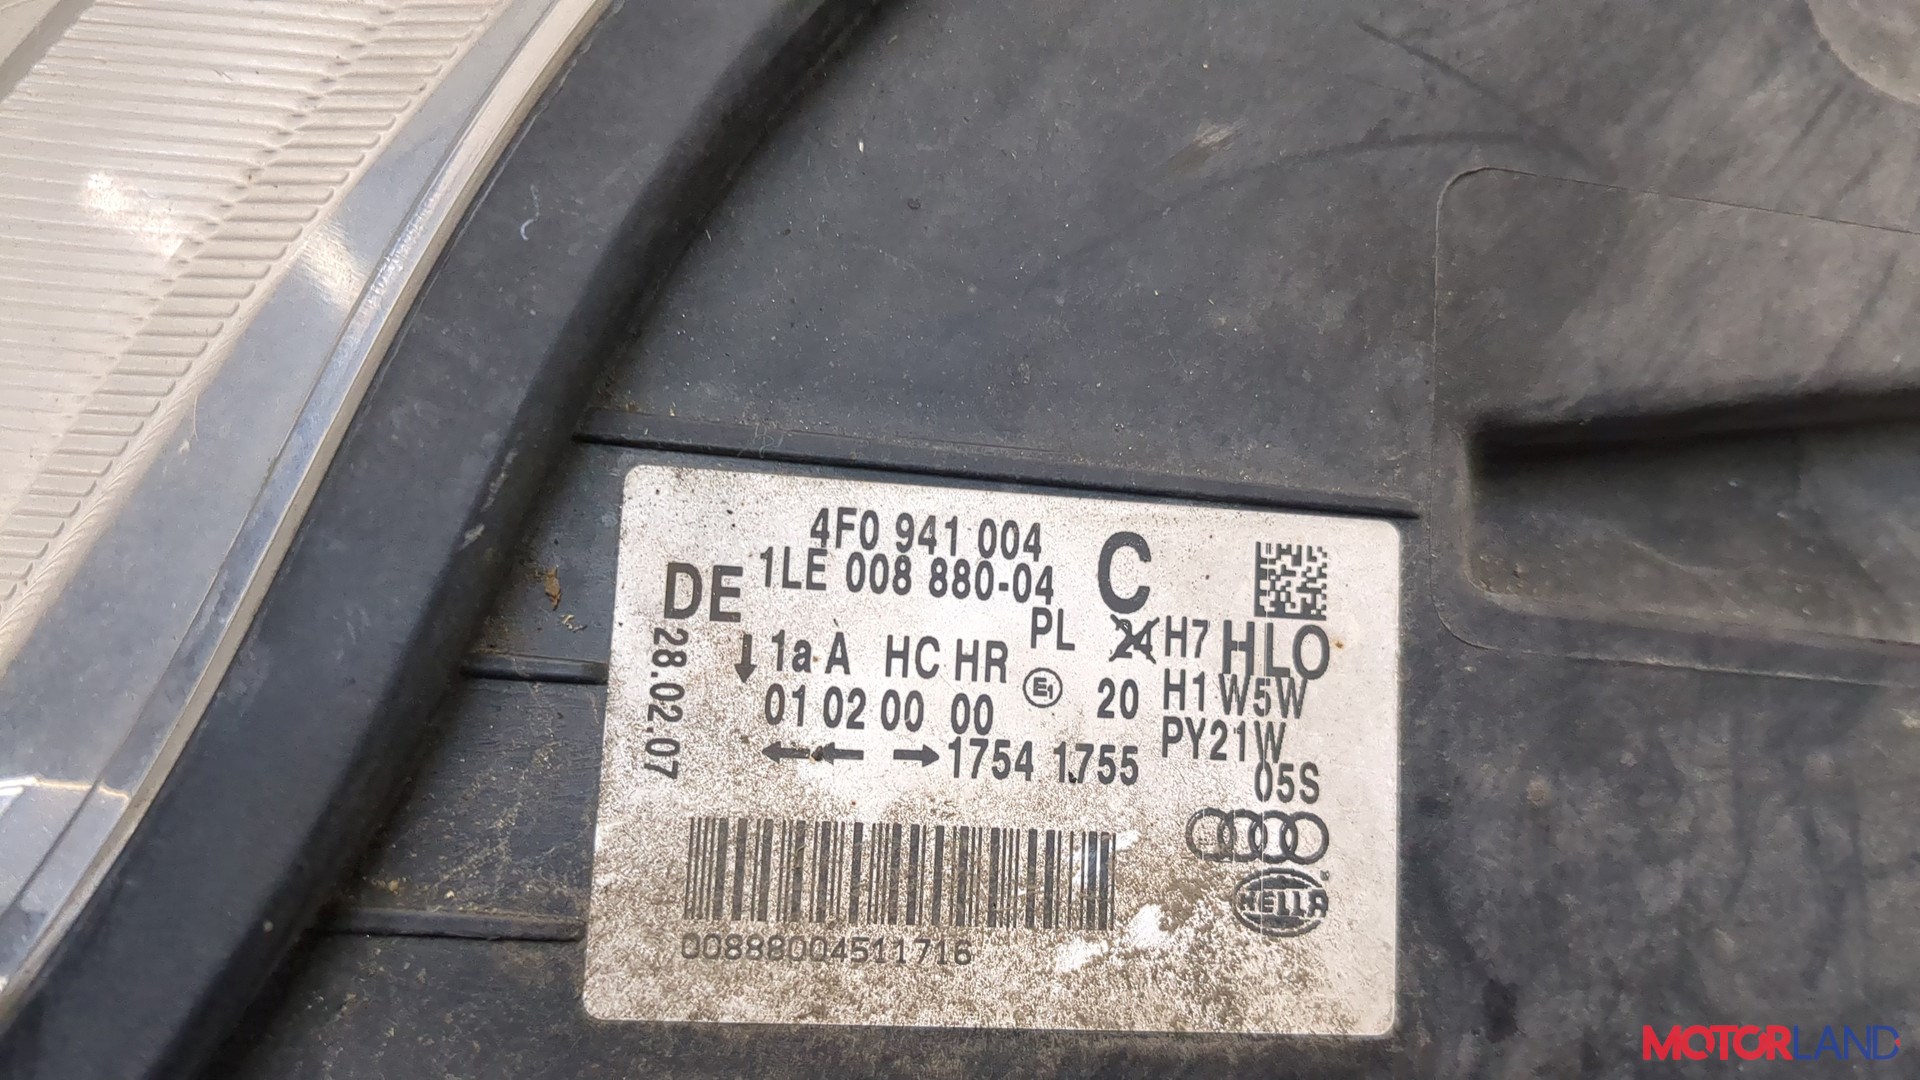 4F0 941 004 C
1LE 008 880-04
DE
PL 24 H7 HLO
↓ 1a A HC HR E1 20 H1 W5W
01 02 00 00
PY21W
← ← → 1754 1755
05S
28.02.07
HELLA
00888004511716
MOTORLAND